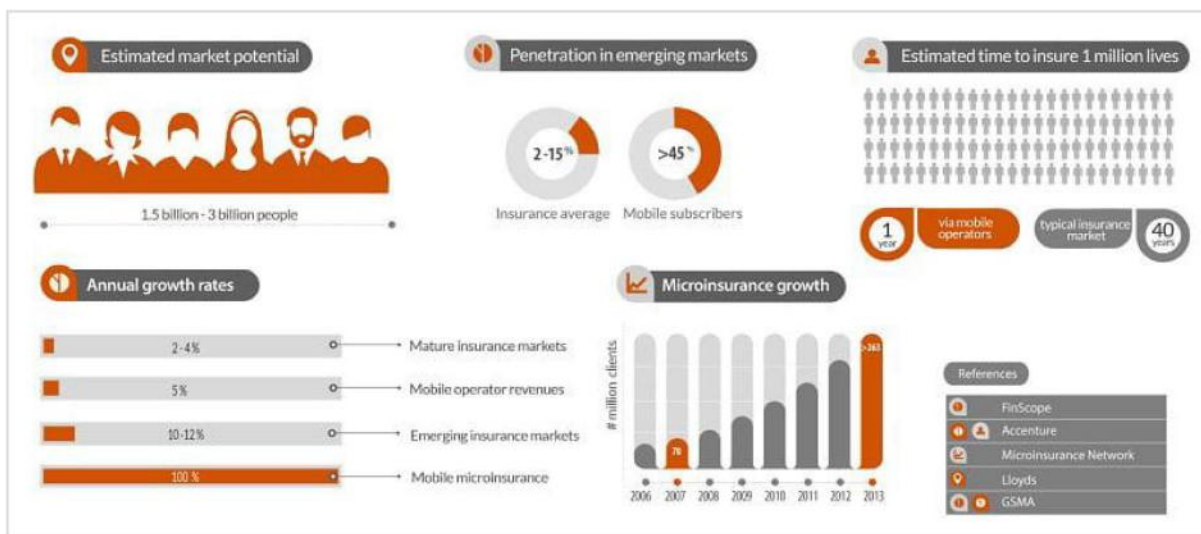 Estimated market potential
1.5 billion - 3 billion people
Penetration in emerging markets
2-15%
>45%
Insurance average
Mobile subscribers
Estimated time to insure 1 million lives
1
year
via mobile
operators
typical insurance
market
40
years
Annual growth rates
2-4%
Mature insurance markets
5%
Mobile operator revenues
10-12%
Emerging insurance markets
100 %
Mobile microinsurance
Microinsurance growth
# million clients
78
>263
2006
2007
2008
2009
2010
2011
2012
2013
References
FinScope
Accenture
Microinsurance Network
Lloyds
GSMA